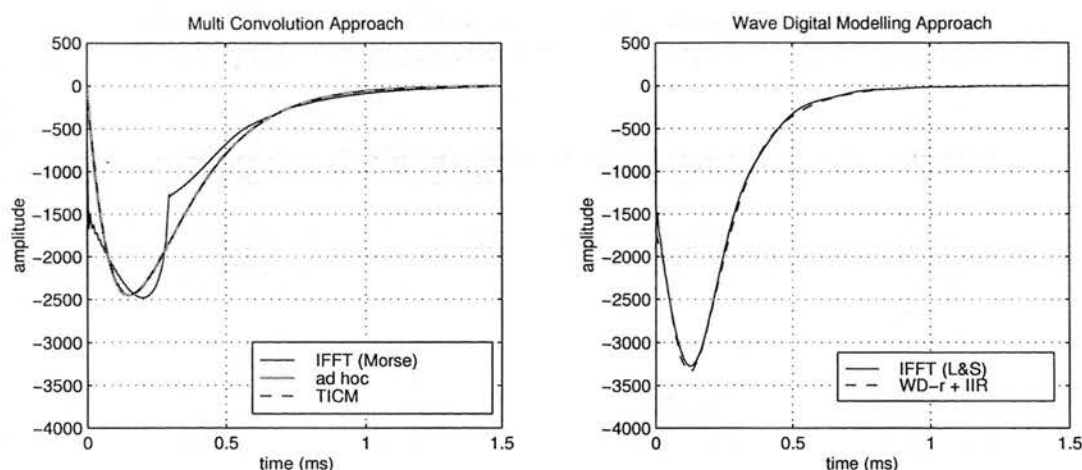 Multi Convolution Approach
500
0
−500
−1000
−1500
−2000
−2500
−3000
−3500
−4000
amplitude
0
0.5
1
1.5
time (ms)
IFFT (Morse)
ad hoc
TICM
Wave Digital Modelling Approach
500
0
−500
−1000
−1500
−2000
−2500
−3000
−3500
−4000
amplitude
0
0.5
1
1.5
time (ms)
IFFT (L&S)
WD−r + IIR